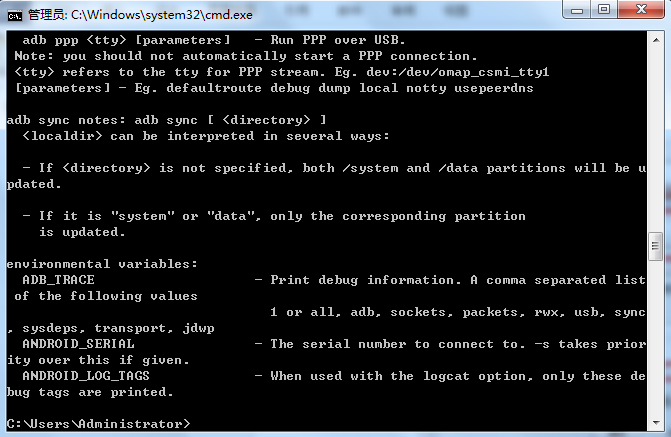 管理员: C:\Windows\system32\cmd.exe
adb ppp <tty> [parameters]   - Run PPP over USB.
Note: you should not automatically start a PPP connection.
<tty> refers to the tty for PPP stream. Eg. dev:/dev/omap_csmi_tty1
[parameters] - Eg. defaultroute debug dump local notty usepeerdns
adb sync notes: adb sync [ <directory> ]
<localdir> can be interpreted in several ways:
- If <directory> is not specified, both /system and /data partitions will be u
pdated.
- If it is "system" or "data", only the corresponding partition
is updated.
environmental variables:
ADB_TRACE                    - Print debug information. A comma separated list
of the following values
1 or all, adb, sockets, packets, rwx, usb, sync
, sysdeps, transport, jdwp
ANDROID_SERIAL               - The serial number to connect to. -s takes prior
ity over this if given.
ANDROID_LOG_TAGS             - When used with the logcat option, only these de
bug tags are printed.
C:\Users\Administrator>